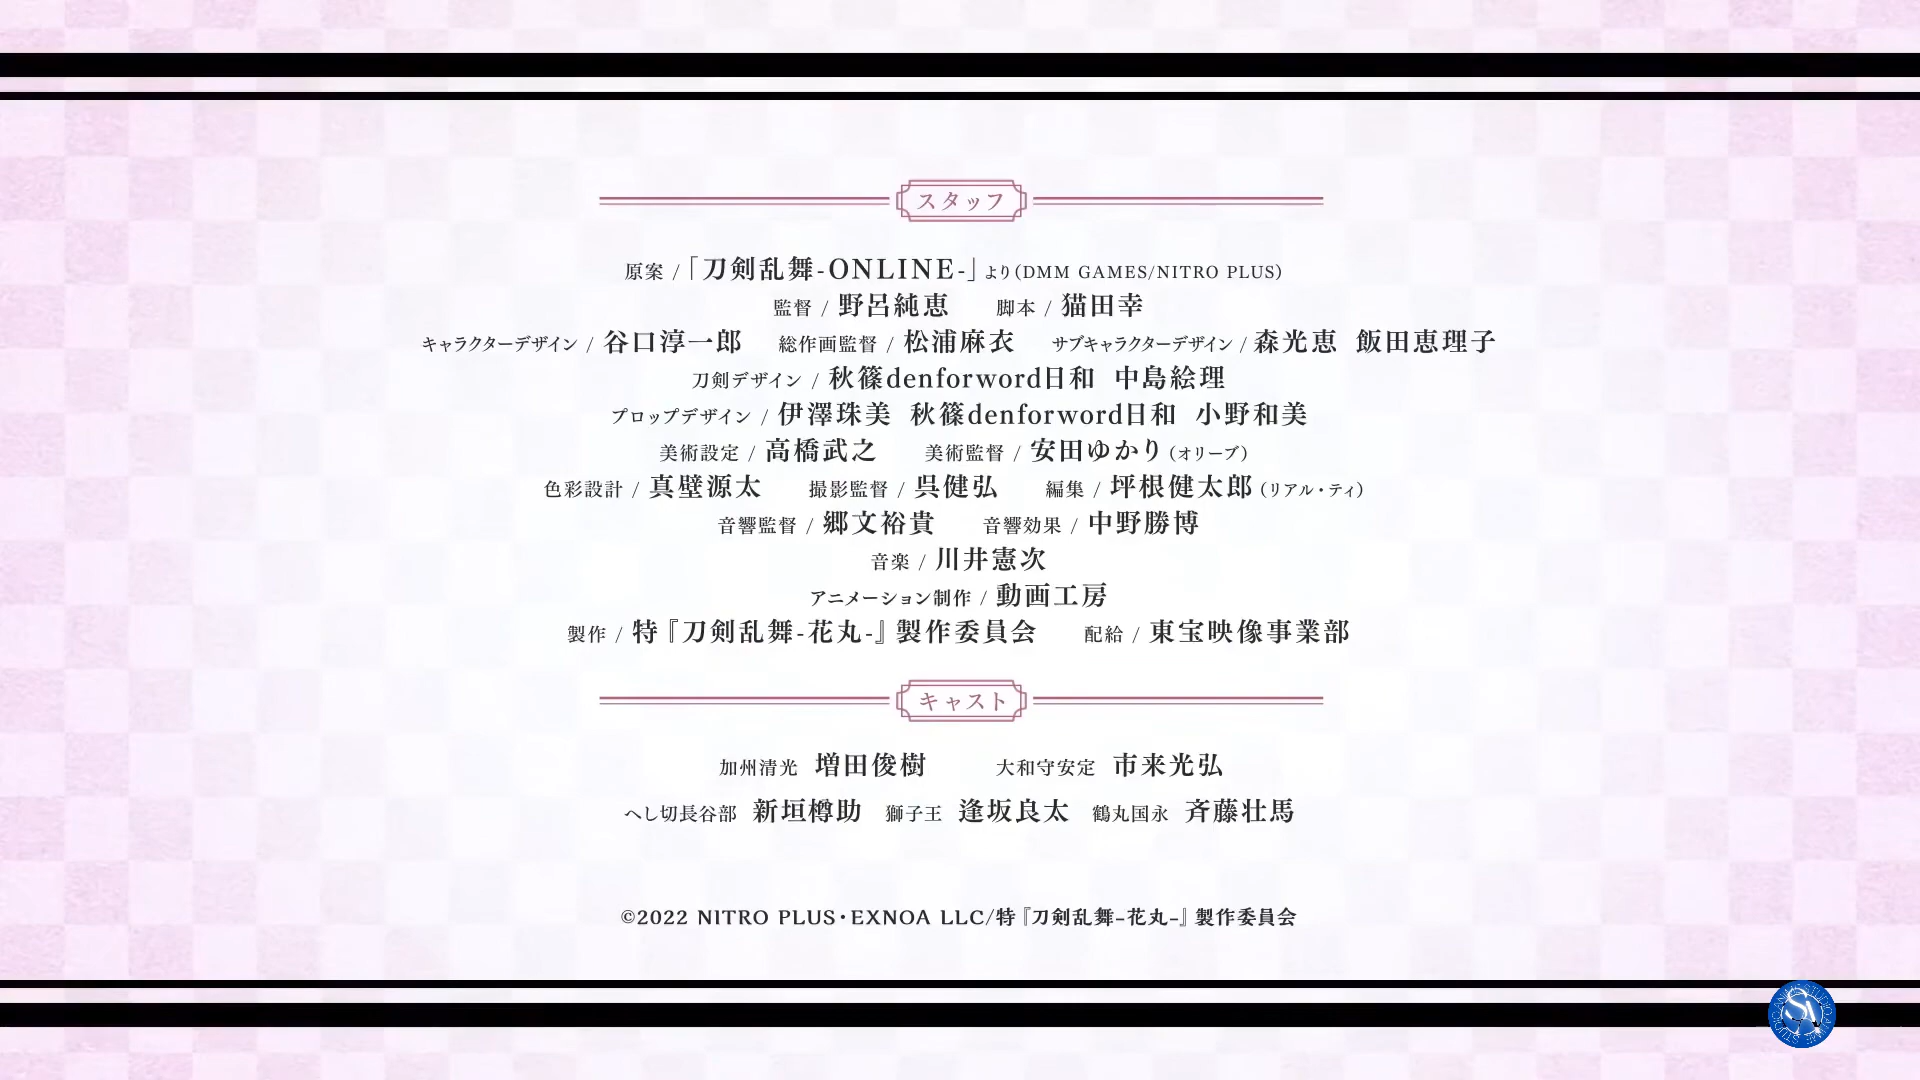 スタッフ
原案 / 「刀剣乱舞-ONLINE-」より(DMM GAMES/NITRO PLUS)
監督 / 野呂純恵 脚本 / 猫田幸
キャラクターデザイン / 谷口淳一郎 総作画監督 / 松浦麻衣 サブキャラクターデザイン / 森光恵 飯田恵理子
刀剣デザイン / 秋篠denforword日和 中島絵理
プロップデザイン / 伊澤珠美 秋篠denforword日和 小野和美
美術設定 / 高橋武之 美術監督 / 安田ゆかり(オリーブ)
色彩設計 / 真壁源太 撮影監督 / 呉健弘 編集 / 坪根健太郎(リアル・ティ)
音響監督 / 郷文裕貴 音響効果 / 中野勝博
音楽 / 川井憲次
アニメーション制作 / 動画工房
製作 / 特『刀剣乱舞-花丸-』製作委員会 配給 / 東宝映像事業部
キャスト
加州清光 増田俊樹 大和守安定 市来光弘
へし切長谷部 新垣樽助 獅子王 逢坂良太 鶴丸国永 斉藤壮馬
©2022 NITRO PLUS・EXNOA LLC/特『刀剣乱舞-花丸-』製作委員会